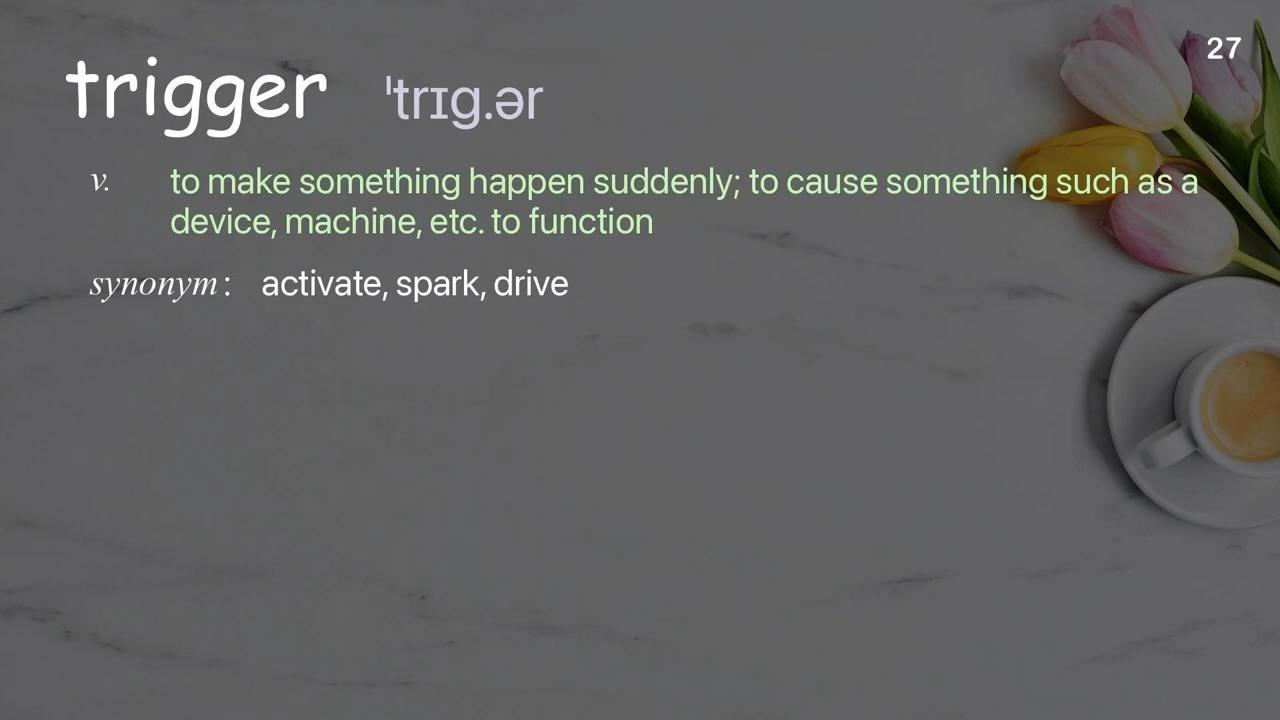 27
trigger ˈtrɪg.ər
v. to make something happen suddenly; to cause something such as a
device, machine, etc. to function
synonym: activate, spark, drive